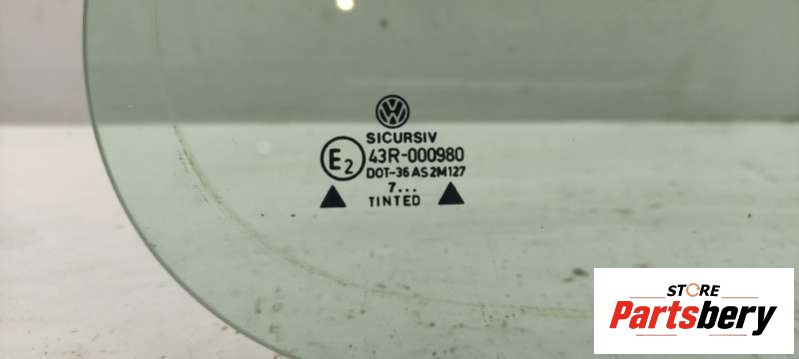 SICURSIV
E2 43R-000980
DOT-36 AS2M127
7...
TINTED
STORE
Partsbery